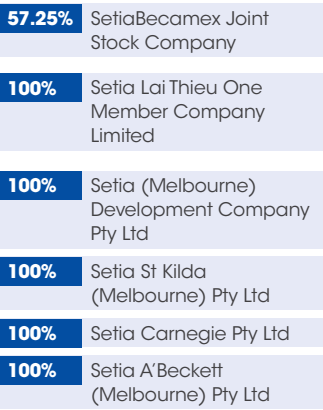 57.25% SetiaBecamex Joint
Stock Company
100% Setia Lai Thieu One
Member Company
Limited
100% Setia (Melbourne)
Development Company
Pty Ltd
100% Setia St Kilda
(Melbourne) Pty Ltd
100% Setia Carnegie Pty Ltd
100% Setia A’Beckett
(Melbourne) Pty Ltd